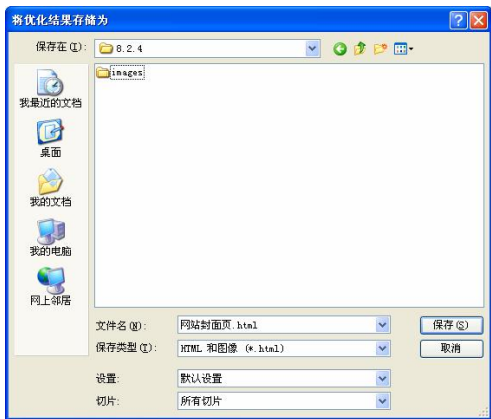 将优化结果存储为
保存在(I):
8.2.4
images
我最近的文档
桌面
我的文档
我的电脑
网上邻居
文件名(N):
网站封面页.html
保存(S)
保存类型(T):
HTML 和图像 (*.html)
取消
设置:
默认设置
切片:
所有切片